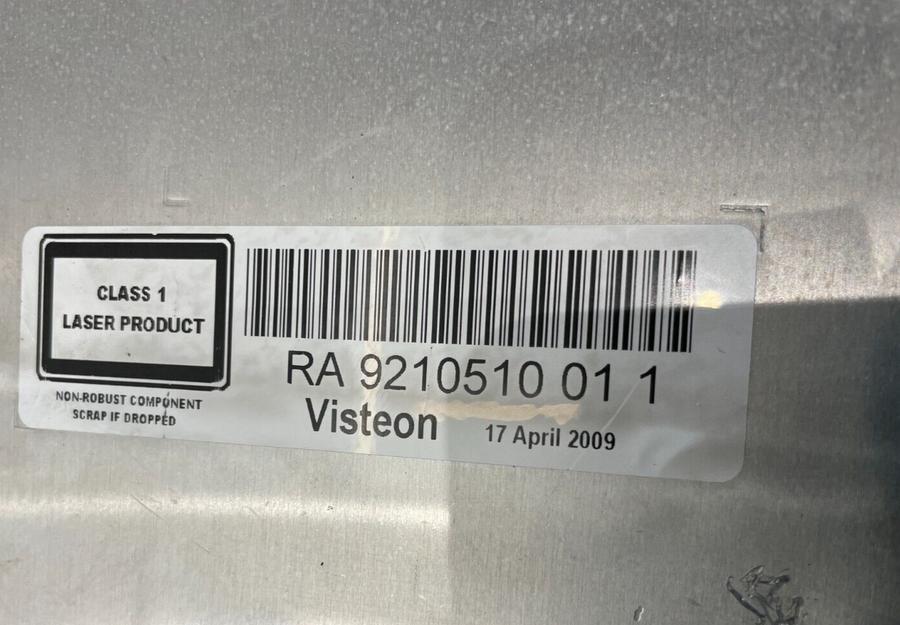 CLASS 1
LASER PRODUCT
NON-ROBUST COMPONENT
SCRAP IF DROPPED
RA 9210510 01 1
Visteon
17 April 2009